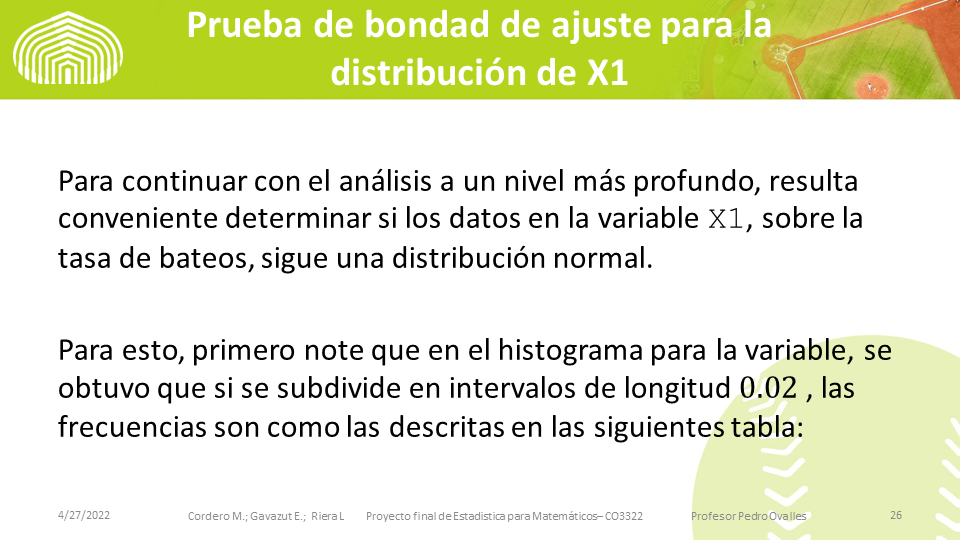 Prueba de bondad de ajuste para la
distribución de X1
Para continuar con el análisis a un nivel más profundo, resulta
conveniente determinar si los datos en la variable X1, sobre la
tasa de bateos, sigue una distribución normal.
Para esto, primero note que en el histograma para la variable, se
obtuvo que si se subdivide en intervalos de longitud 0.02 , las
frecuencias son como las descritas en las siguientes tabla:
4/27/2022 Cordero M.; Gavazut E.; Riera L Proyecto final de Estadistica para Matemáticos– CO3322 Profesor Pedro Ovalles 26